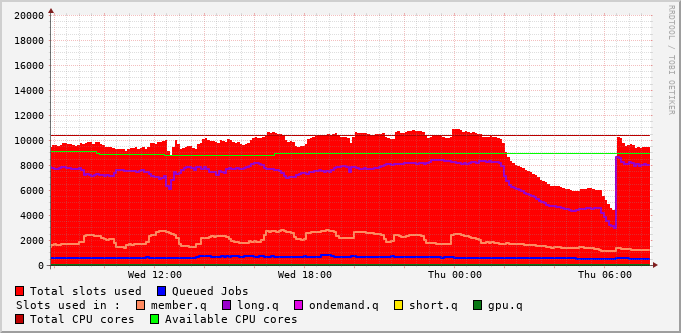 RRDTOOL / TOBI OETIKER
20000
18000
16000
14000
12000
10000
8000
6000
4000
2000
0
Wed 12:00 Wed 18:00 Thu 00:00 Thu 06:00
Total slots used Queued Jobs
Slots used in : member.q long.q ondemand.q short.q gpu.q
Total CPU cores Available CPU cores